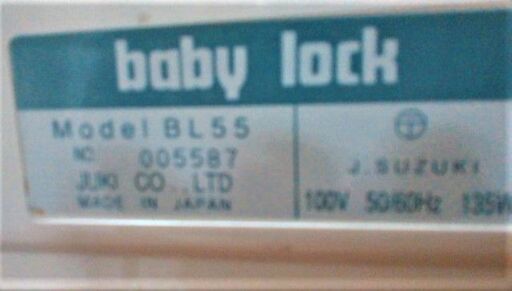 baby lock
Model BL55
NO. 005587
JUKI CO LTD
MADE IN JAPAN
J.SUZUKI
100V 50/60Hz 135W